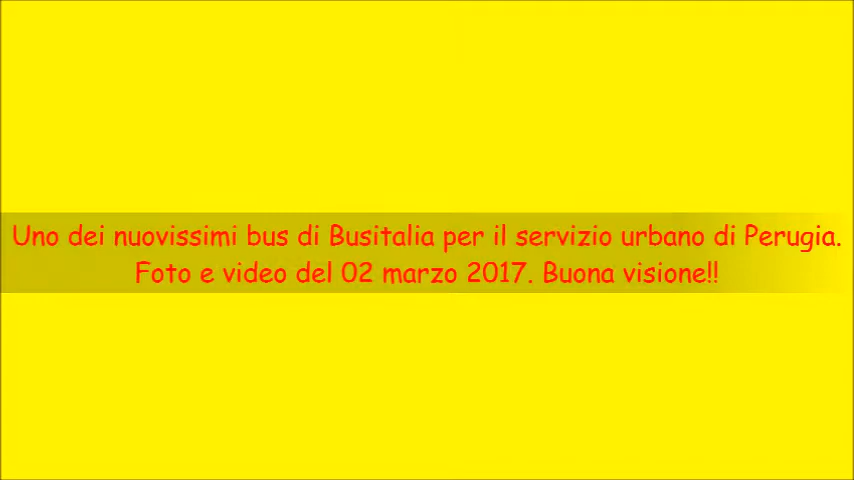 Uno dei nuovissimi bus di Busitalia per il servizio urbano di Perugia.
Foto e video del 02 marzo 2017. Buona visione!!